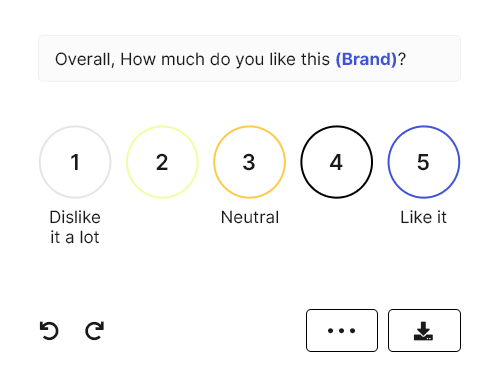 Overall, How much do you like this (Brand)?
1 2 3 4 5
Dislike it a lot
Neutral
Like it